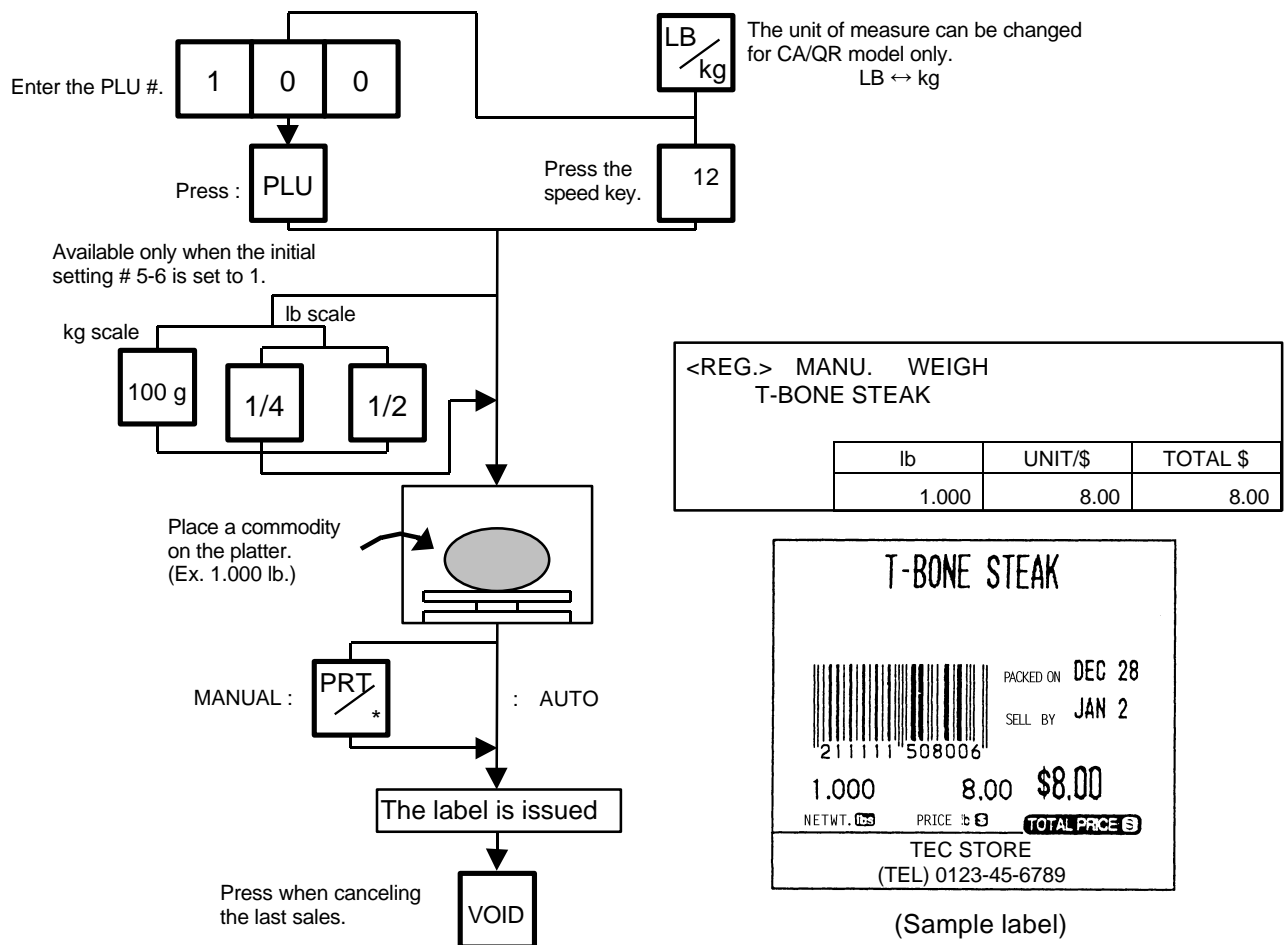 LB
kg
The unit of measure can be changed
for CA/QR model only.
LB ↔ kg
Enter the PLU #.
1 0 0
Press :
PLU
Press the
speed key.
12
Available only when the initial
setting # 5-6 is set to 1.
kg scale
lb scale
100 g
1/4
1/2
<REG.> MANU. WEIGH
T-BONE STEAK
lb UNIT/$ TOTAL $
1.000 8.00 8.00
Place a commodity
on the platter.
(Ex. 1.000 lb.)
MANUAL :
PRT
*
: AUTO
The label is issued
Press when canceling
the last sales.
VOID
T-BONE STEAK
PACKED ON DEC 28
SELL BY JAN 2
2 11111 508006
1.000 8.00 $8.00
NETWT. lbs PRICE lb $ TOTAL PRICE $
TEC STORE
(TEL) 0123-45-6789
(Sample label)